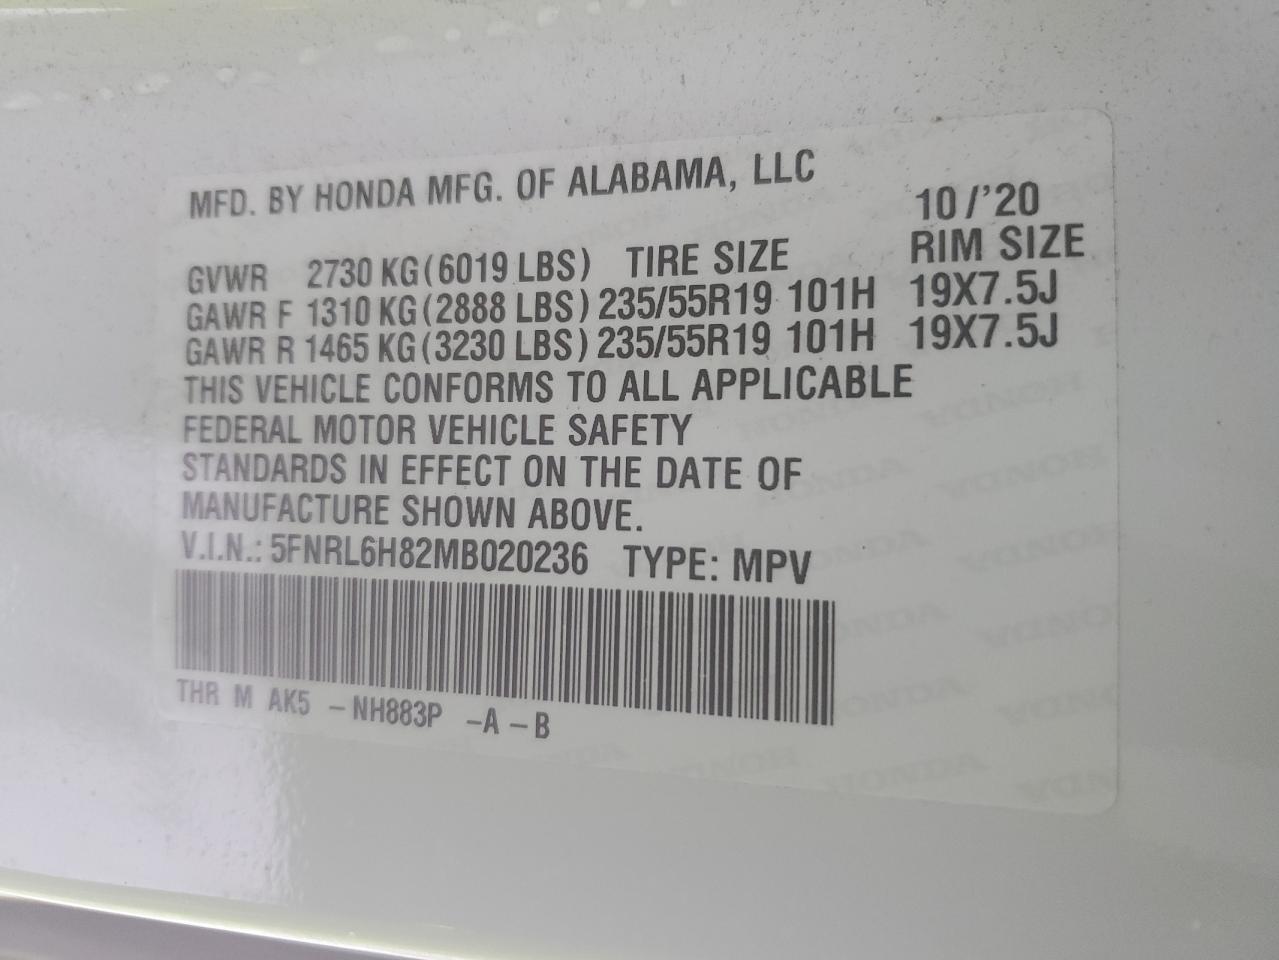 MFD. BY HONDA MFG. OF ALABAMA, LLC
10/'20
GVWR 2730 KG(6019 LBS) TIRE SIZE RIM SIZE
GAWR F 1310 KG(2888 LBS) 235/55R19 101H 19X7.5J
GAWR R 1465 KG(3230 LBS) 235/55R19 101H 19X7.5J
THIS VEHICLE CONFORMS TO ALL APPLICABLE
FEDERAL MOTOR VEHICLE SAFETY
STANDARDS IN EFFECT ON THE DATE OF
MANUFACTURE SHOWN ABOVE.
V.I.N.: 5FNRL6H82MB020236 TYPE: MPV
THR M AK5 -NH883P -A-B